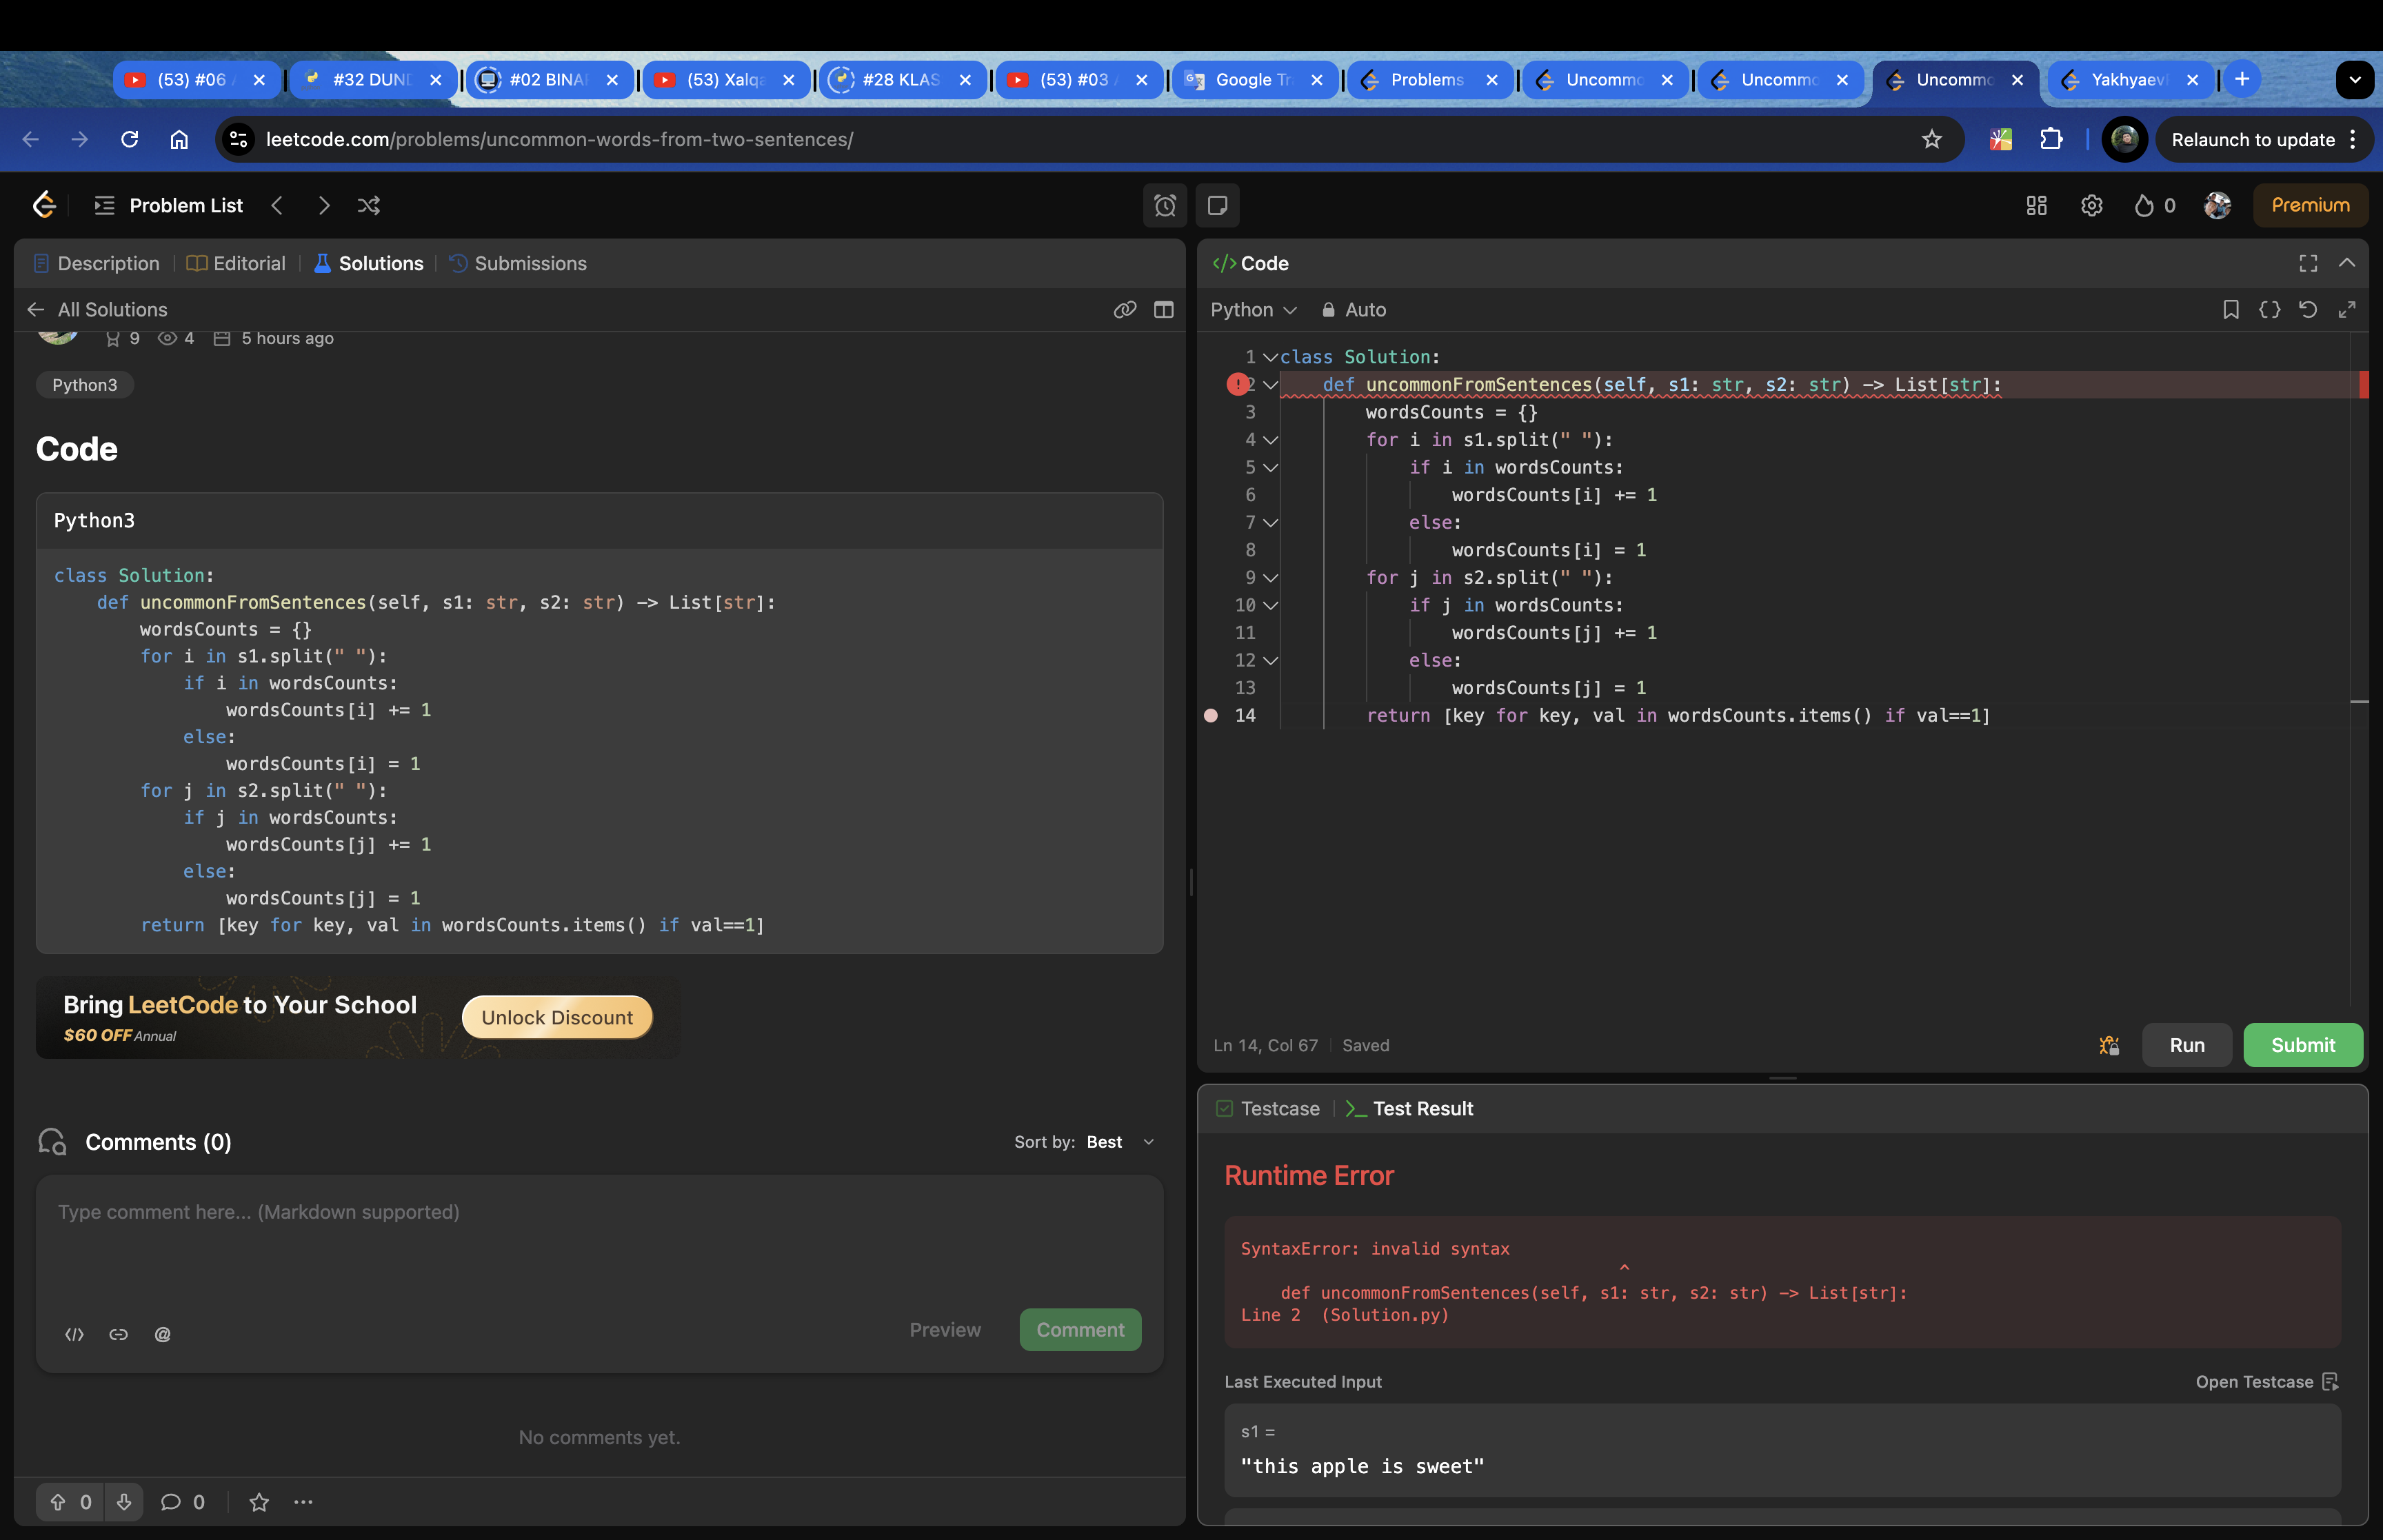 (53) #06
#32 DUND
#02 BINA
(53) Xalqa
#28 KLAS
(53) #03
Google Tr
Problems
Uncommo
Uncommo
Uncommo
Yakhyaev
leetcode.com/problems/uncommon-words-from-two-sentences/
Relaunch to update
Problem List
0
Premium
Description
Editorial
Solutions
Submissions
All Solutions
9
4
5 hours ago
Python3
Code
Python3
class Solution:
    def uncommonFromSentences(self, s1: str, s2: str) -> List[str]:
        wordsCounts = {}
        for i in s1.split(" "):
            if i in wordsCounts:
                wordsCounts[i] += 1
            else:
                wordsCounts[i] = 1
        for j in s2.split(" "):
            if j in wordsCounts:
                wordsCounts[j] += 1
            else:
                wordsCounts[j] = 1
        return [key for key, val in wordsCounts.items() if val==1]
Bring LeetCode to Your School
$60 OFF Annual
Unlock Discount
Comments (0)
Sort by: Best
Type comment here... (Markdown supported)
Preview
Comment
No comments yet.
0
0
Code
Python
Auto
1 class Solution:
2     def uncommonFromSentences(self, s1: str, s2: str) -> List[str]:
3         wordsCounts = {}
4         for i in s1.split(" "):
5             if i in wordsCounts:
6                 wordsCounts[i] += 1
7             else:
8                 wordsCounts[i] = 1
9         for j in s2.split(" "):
10             if j in wordsCounts:
11                 wordsCounts[j] += 1
12             else:
13                 wordsCounts[j] = 1
14         return [key for key, val in wordsCounts.items() if val==1]
Ln 14, Col 67
Saved
Run
Submit
Testcase
Test Result
Runtime Error
SyntaxError: invalid syntax
^
    def uncommonFromSentences(self, s1: str, s2: str) -> List[str]:
Line 2  (Solution.py)
Last Executed Input
Open Testcase
s1 =
"this apple is sweet"